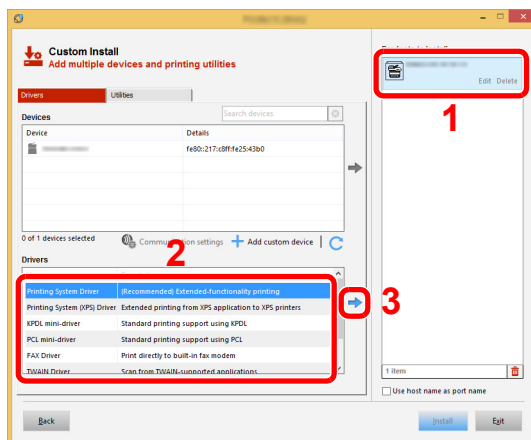 Custom Install
Add multiple devices and printing utilities
Drivers Utilities
Devices
Search devices
Device Details
fe80::217:c8ff:fe25:43b0
0 of 1 devices selected
settings Add custom device
2
Drivers
Printing System Driver (Recommended) Extended-functionality printing
Printing System (XPS) Driver Extended printing from XPS application to XPS printers
KPDL mini-driver Standard printing support using KPDL
PCL mini-driver Standard printing support using PCL
FAX Driver Print directly to built-in fax modem
TWAIN Driver Scan from TWAIN-supported applications
3
Edit Delete
1
1 item
Use host name as port name
Back
Install Exit